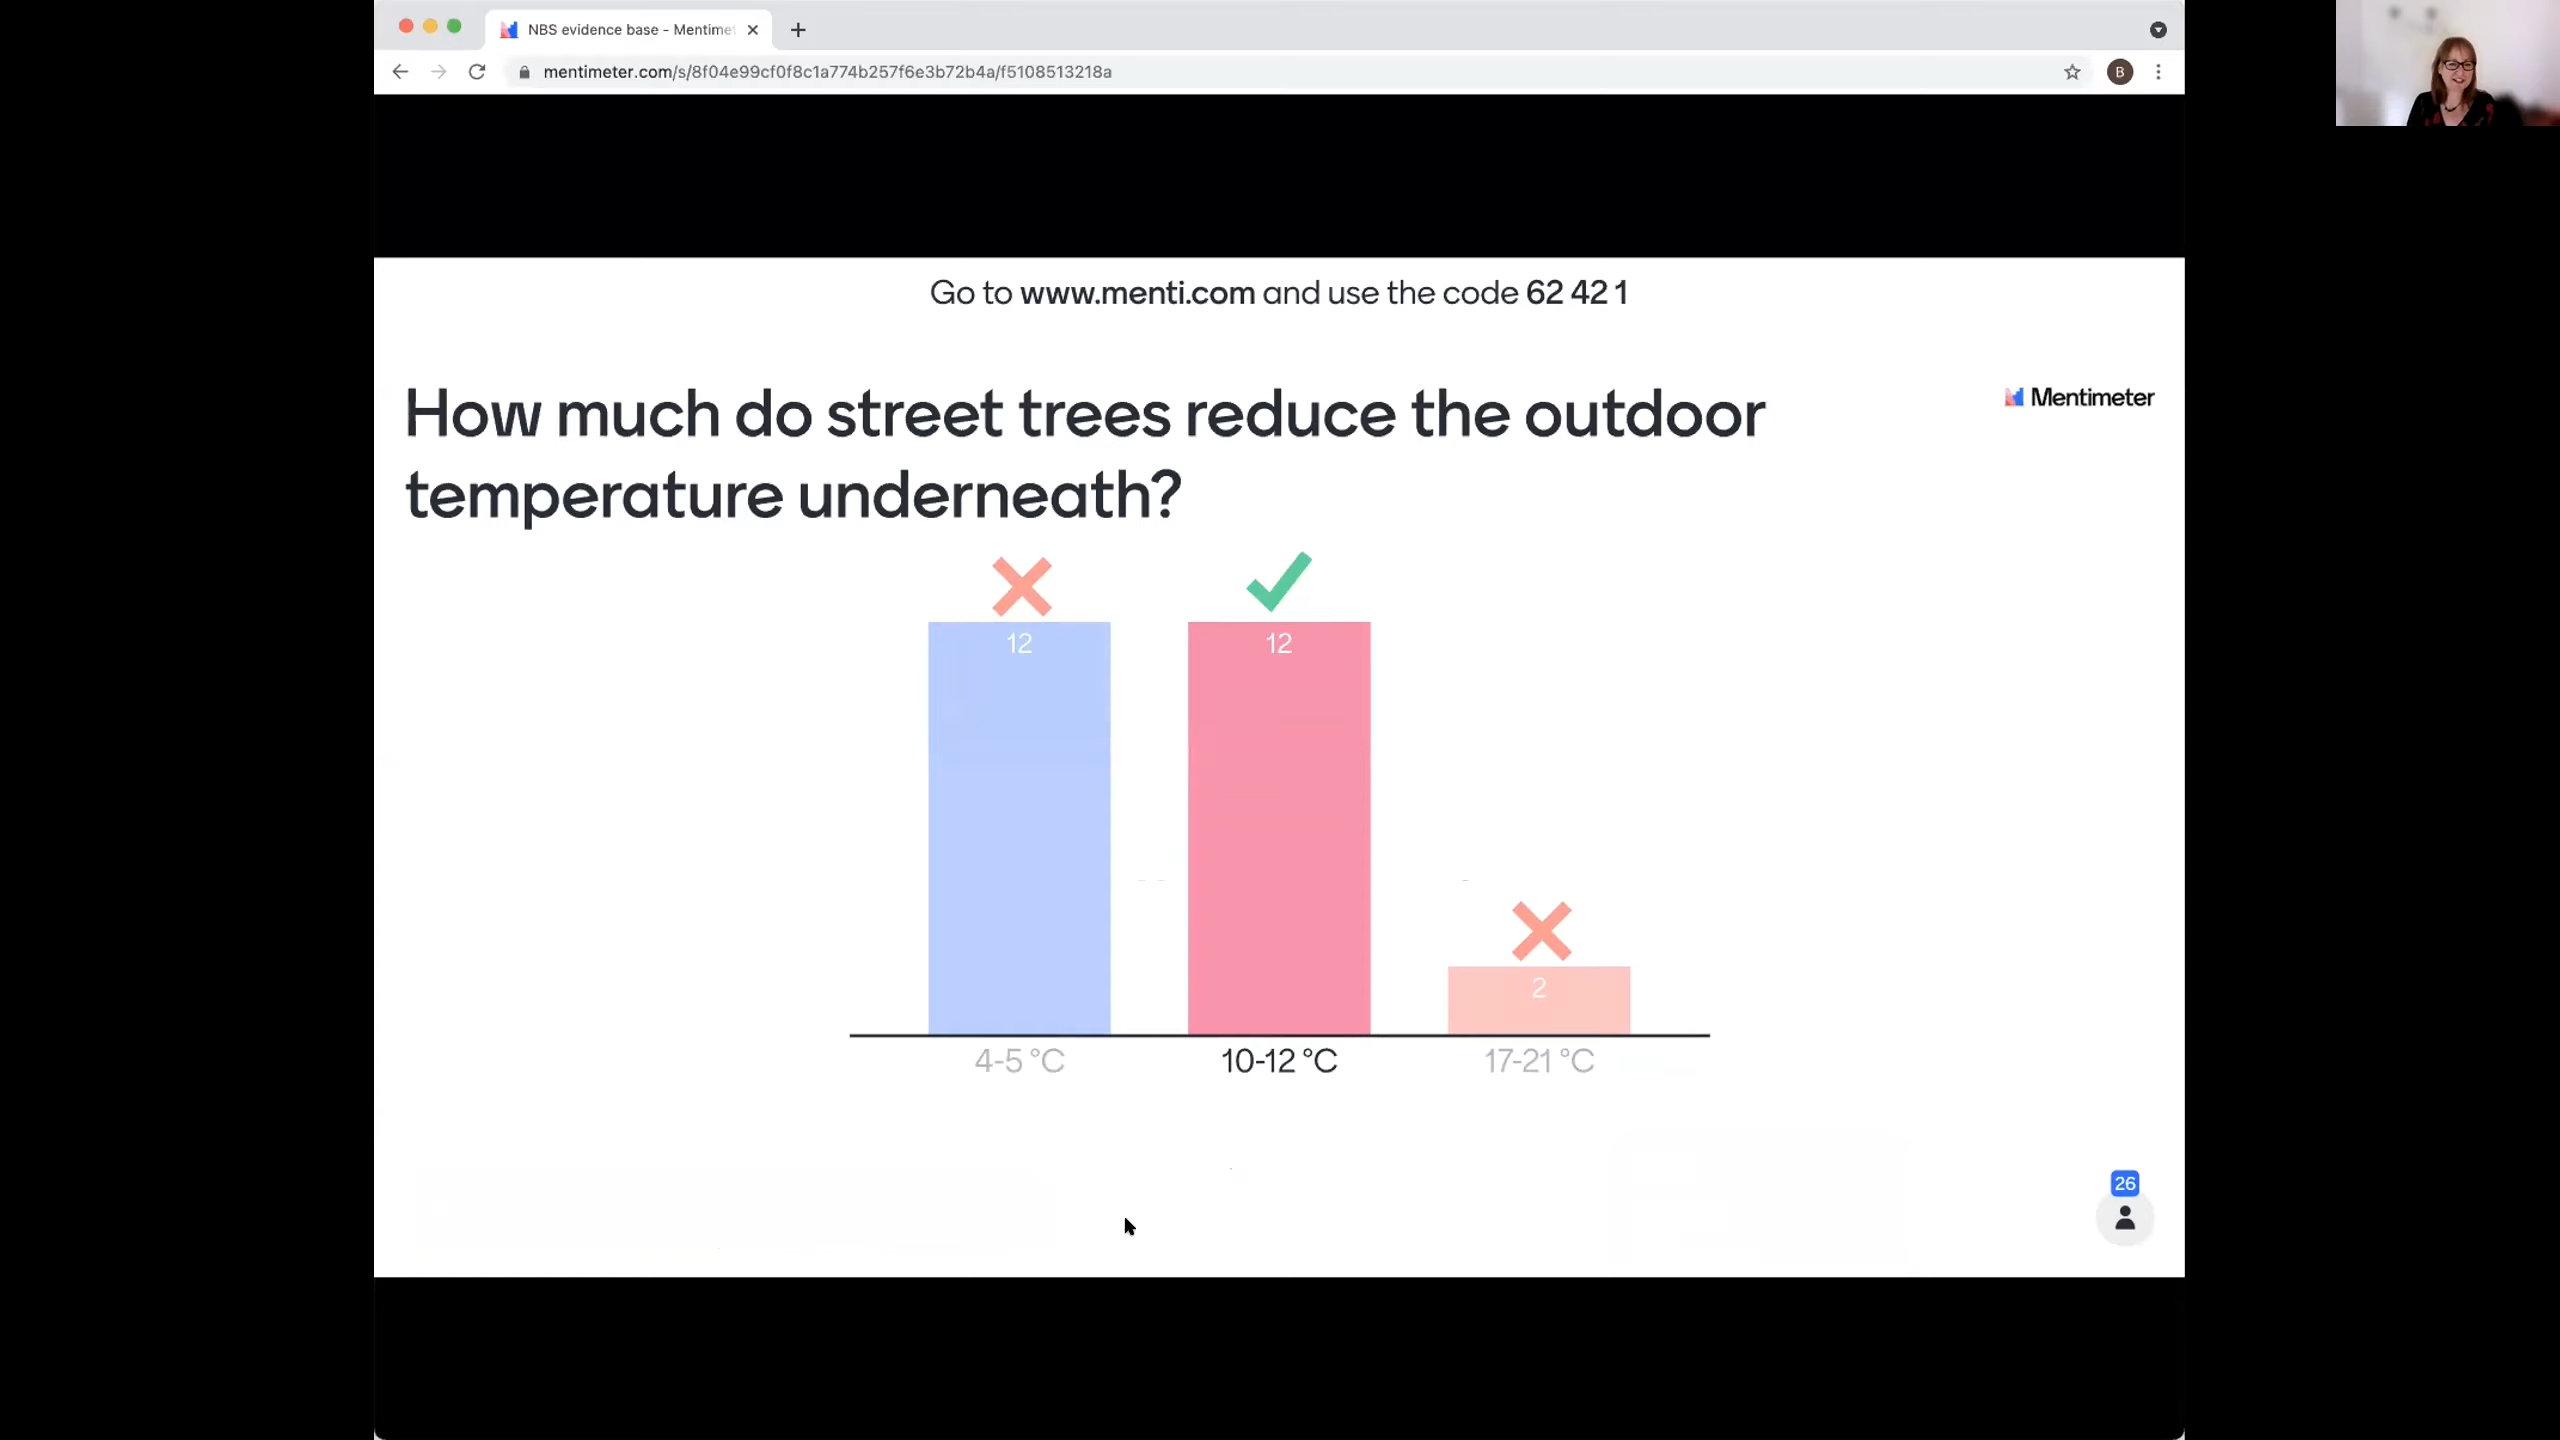 NBS evidence base - Mentimet
mentimeter.com/s/8f04e99cf0f8c1a774b257f6e3b72b4a/f5108513218a
B
Go to www.menti.com and use the code 62 42 1
How much do street trees reduce the outdoor
temperature underneath?
Mentimeter
12
12
2
4-5 °C
10-12 °C
17-21 °C
26